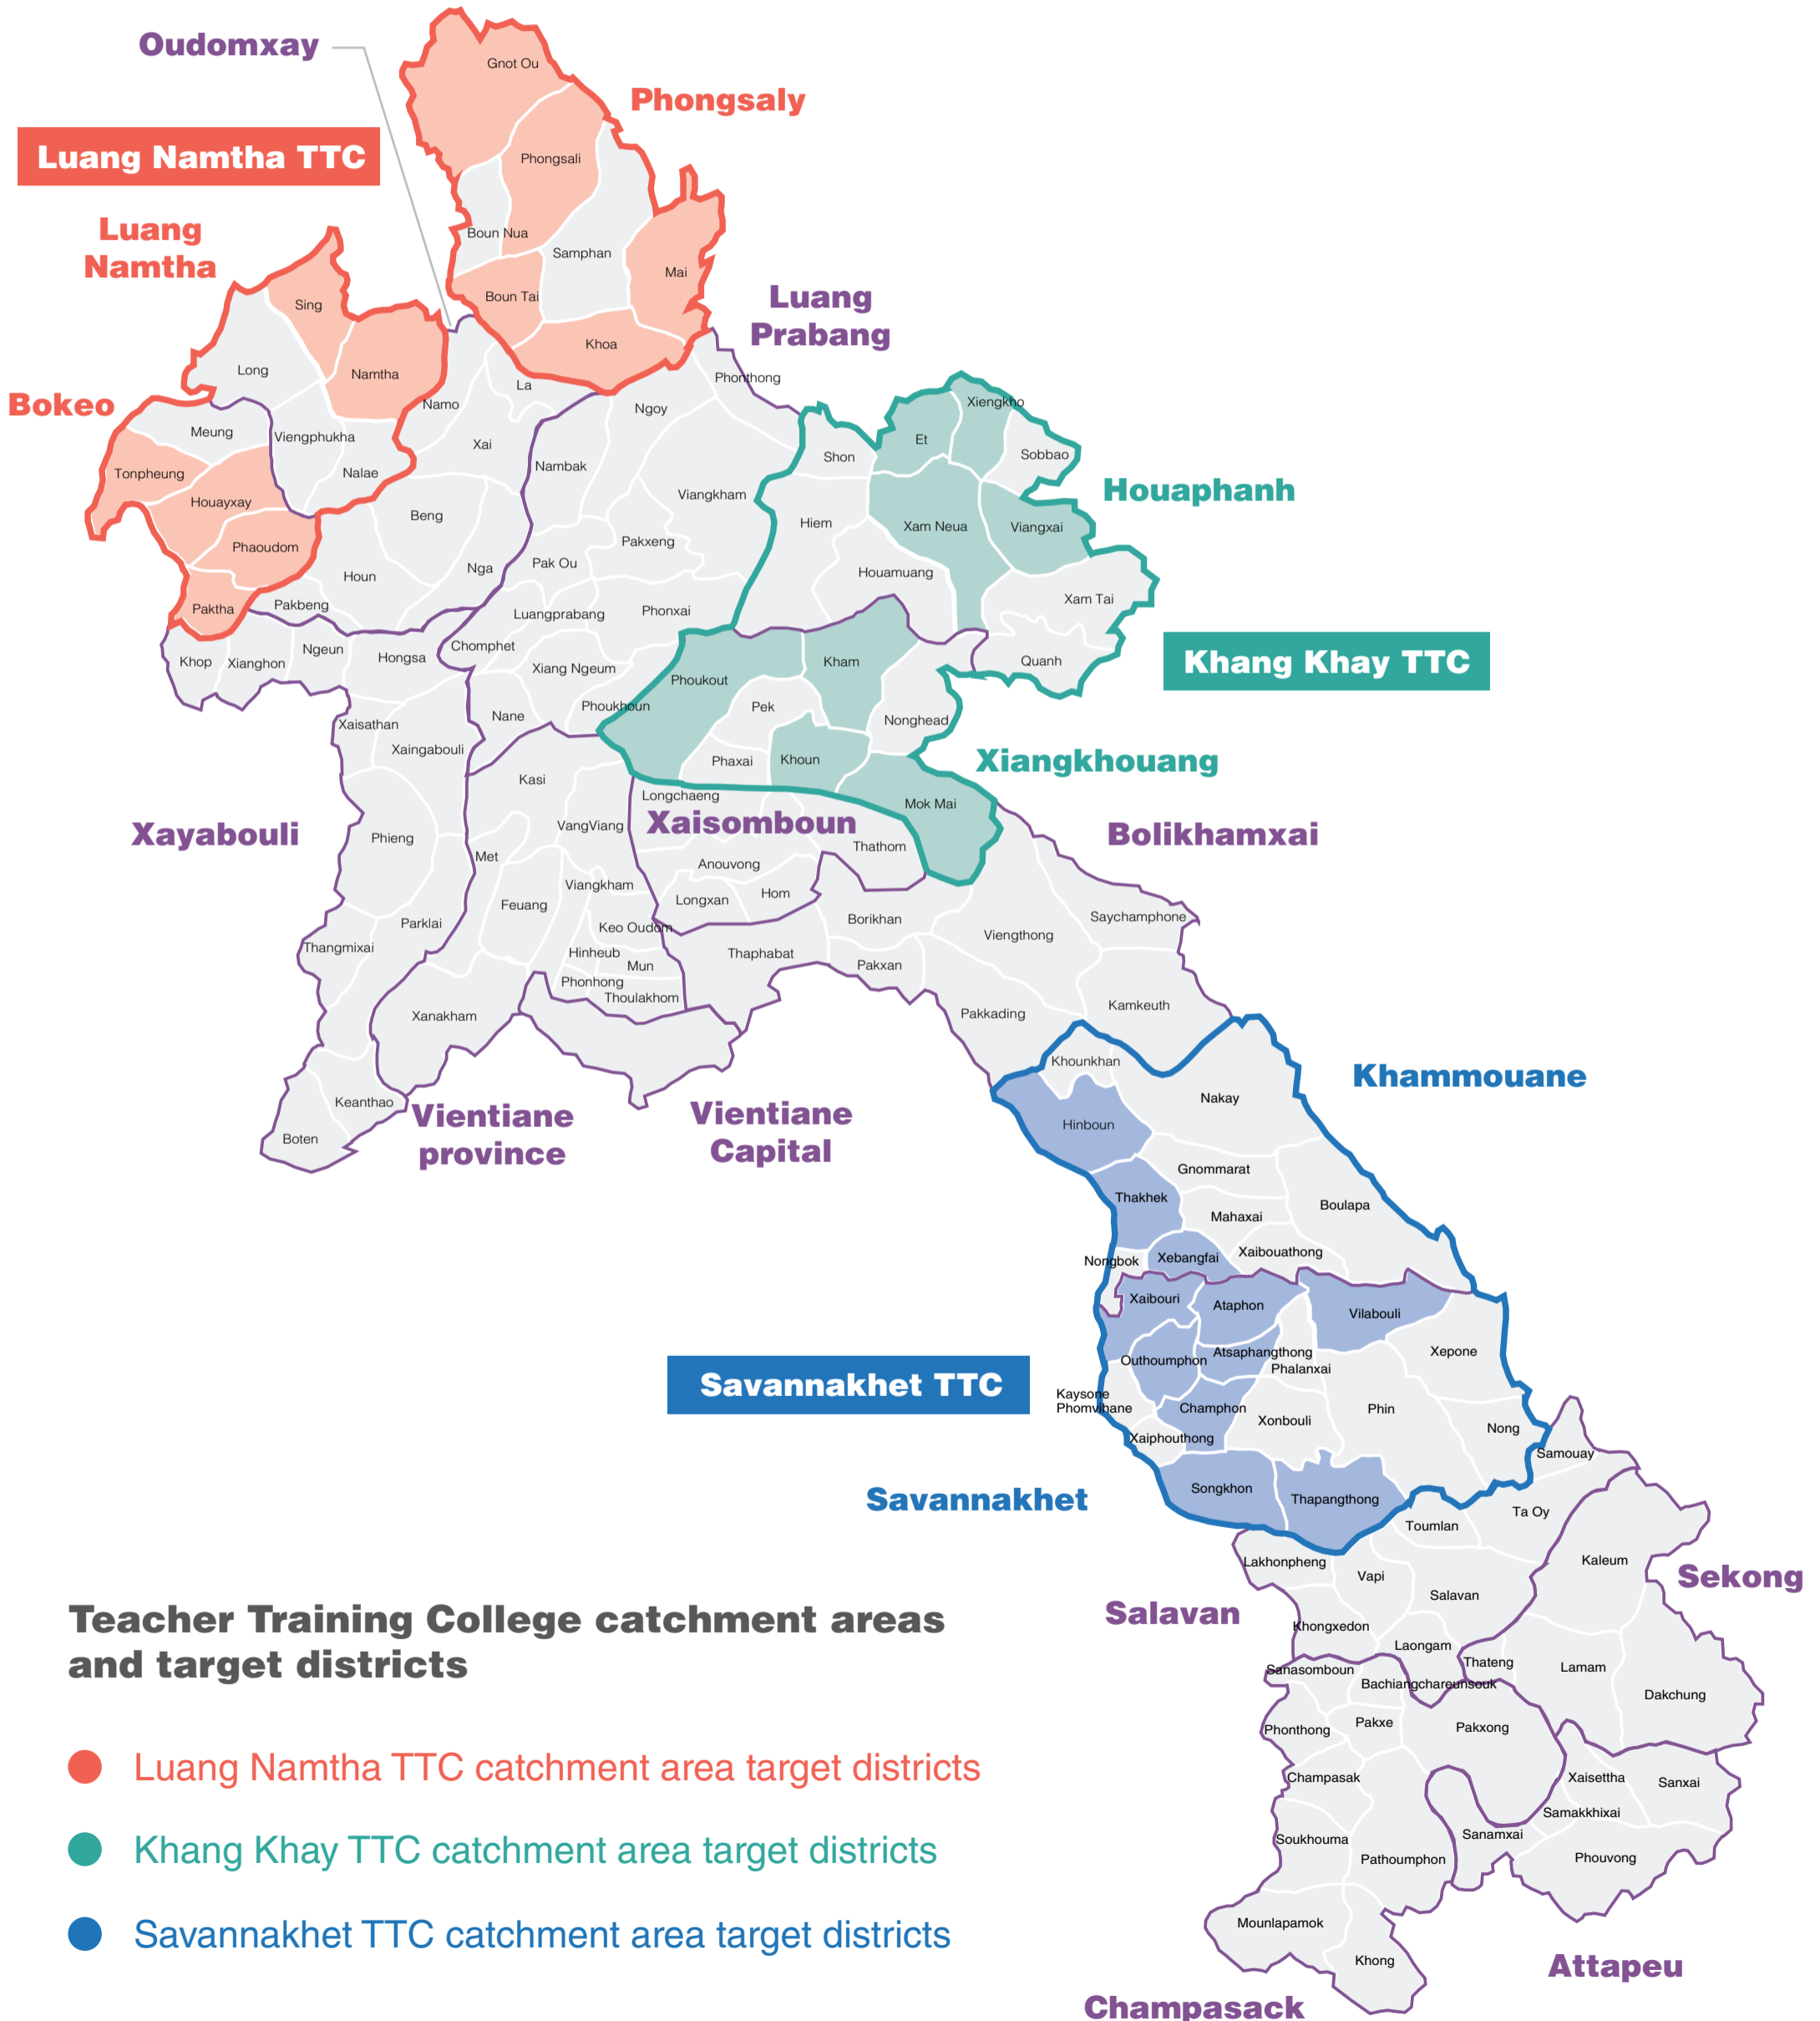 Oudomxay
Gnot Ou
Phongsaly
Luang Namtha TTC
Phongsali
Luang
Namtha
Boun Nua
Samphan
Mai
Boun Tai
Luang
Prabang
Sing
Khoa
Long
Namtha
La
Phonthong
Bokeo
Namo
Ngoy
Xiengkho
Meung
Viengphukha
Xai
Et
Shon
Sobbao
Tonpheung
Nalae
Nambak
Houayxay
Viangkham
Houaphanh
Beng
Hiem
Xam Neua
Viangxai
Phaoudom
Pakxeng
Houn
Nga
Pak Ou
Houamuang
Paktha
Pakbeng
Luangprabang
Phonxai
Xam Tai
Khop
Xianghon
Ngeun
Hongsa
Chomphet
Xiang Ngeum
Kham
Quanh
Khang Khay TTC
Phoukout
Phoukhoun
Pek
Nane
Nonghead
Xaisathan
Xaingabouli
Phaxai
Khoun
Xiangkhouang
Kasi
Longchaeng
Mok Mai
Xayabouli
Phieng
VangViang
Xaisomboun
Bolikhamxai
Met
Thathom
Anouvong
Viangkham
Feuang
Longxan
Hom
Parklai
Keo Oudom
Borikhan
Saychamphone
Thangmixai
Hinheub
Mun
Thaphabat
Pakxan
Viengthong
Phonhong
Thoulakhom
Xanakham
Pakkading
Kamkeuth
Khounkhan
Khammouane
Keanthao
Vientiane
province
Vientiane
Capital
Nakay
Hinboun
Boten
Gnommarat
Thakhek
Boulapa
Mahaxai
Nongbok
Xebangfai
Xaibouathong
Xaibouri
Ataphon
Vilabouli
Outhoumphon
Atsaphangthong
Phalanxai
Xepone
Savannakhet TTC
Kaysone
Phomvihane
Champhon
Xonbouli
Phin
Xaiphouthong
Nong
Samouay
Savannakhet
Songkhon
Thapangthong
Toumlan
Ta Oy
Lakhonpheng
Vapi
Kaleum
Sekong
Salavan
Salavan
Khongxedon
Laongam
Teacher Training College catchment areas
and target districts
Sanasomboun
Thateng
Lamam
Bachiangchareunsouk
Dakchung
Phonthong
Pakxe
Pakxong
Luang Namtha TTC catchment area target districts
Champasak
Xaisettha
Sanxai
Samakkhixai
Soukhouma
Sanamxai
Khang Khay TTC catchment area target districts
Pathoumphon
Phouvong
Mounlapamok
Savannakhet TTC catchment area target districts
Khong
Attapeu
Champasack